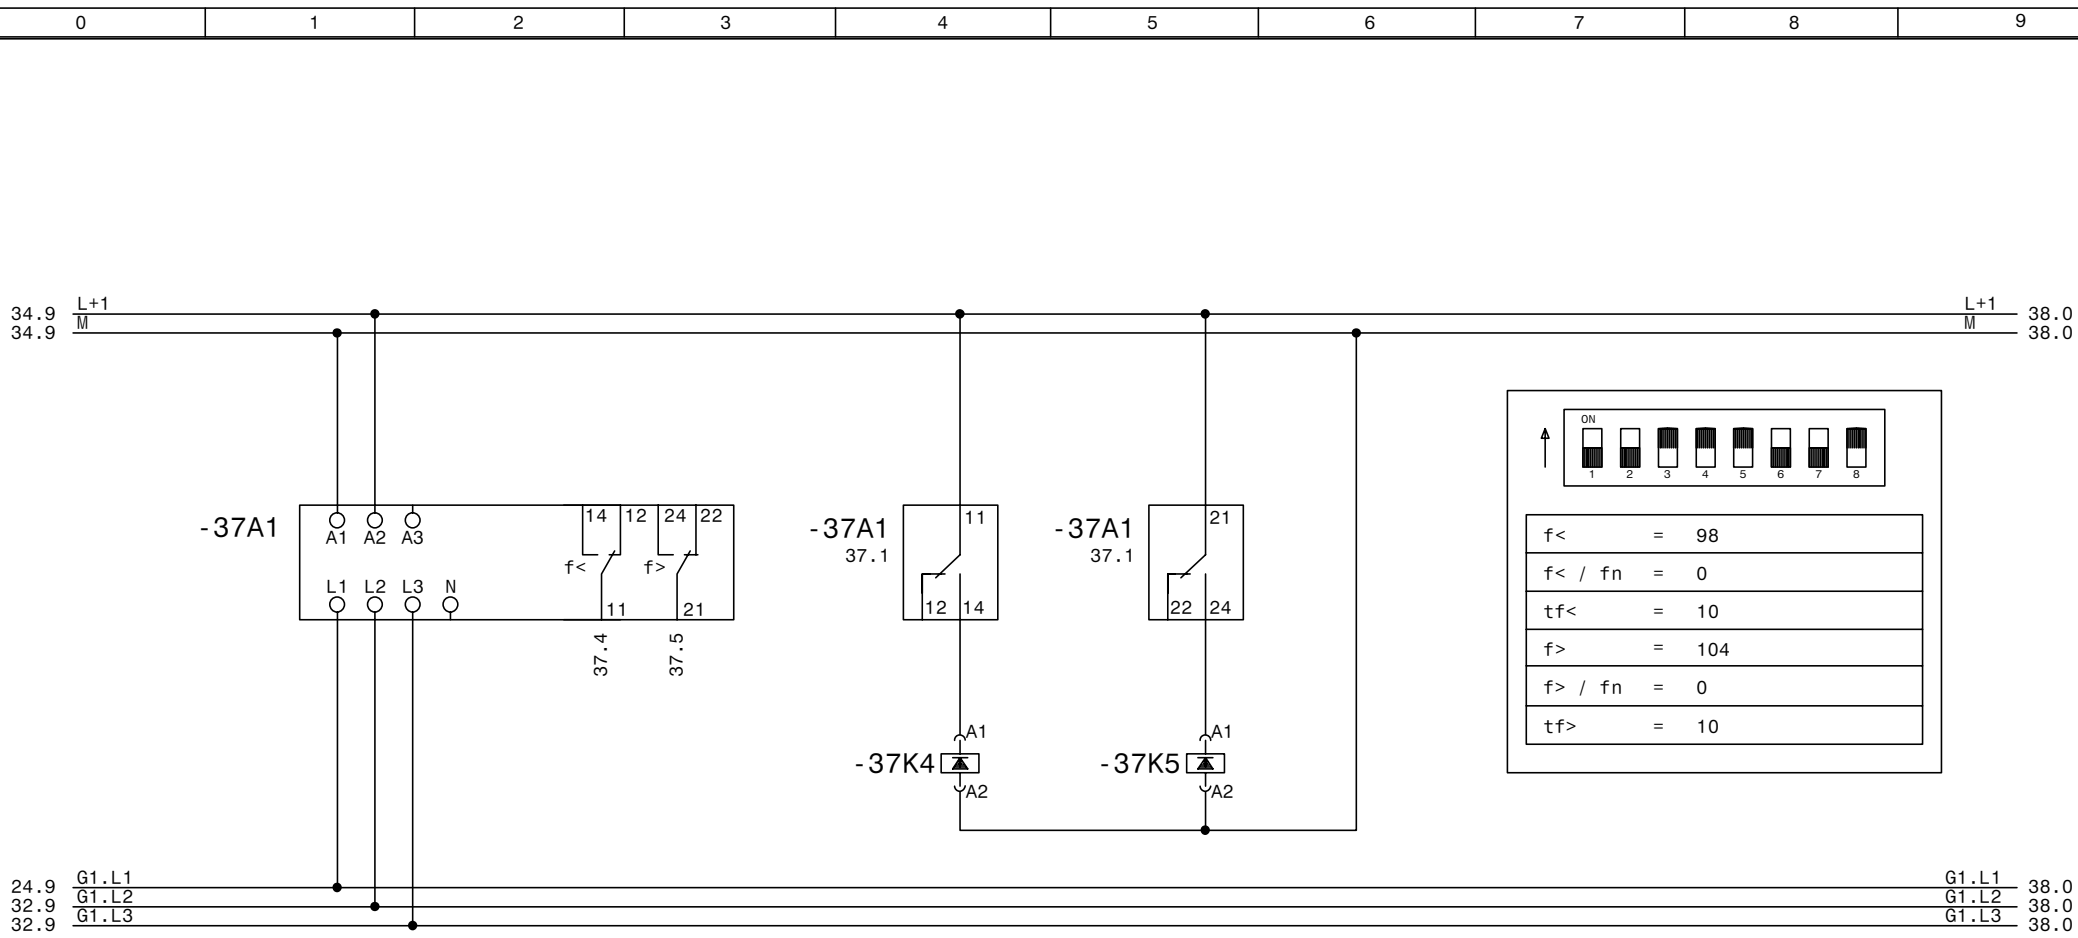 0 1 2 3 4 5 6 7 8 9
L+1 L+1
34.9 38.0
M M
34.9 38.0
ON
1 2 3 4 5 6 7 8
-37A1
A1 A2 A3
14 12 24 22
f< f>
L1 L2 L3 N
11 21
37.4 37.5
-37A1
37.1
11
12 14
-37A1
37.1
21
22 24
f< = 98
f< / fn = 0
tf< = 10
f> = 104
f> / fn = 0
tf> = 10
A1
-37K4
A2
A1
-37K5
A2
G1.L1 G1.L1
24.9 38.0
G1.L2 G1.L2
32.9 38.0
G1.L3 G1.L3
32.9 38.0